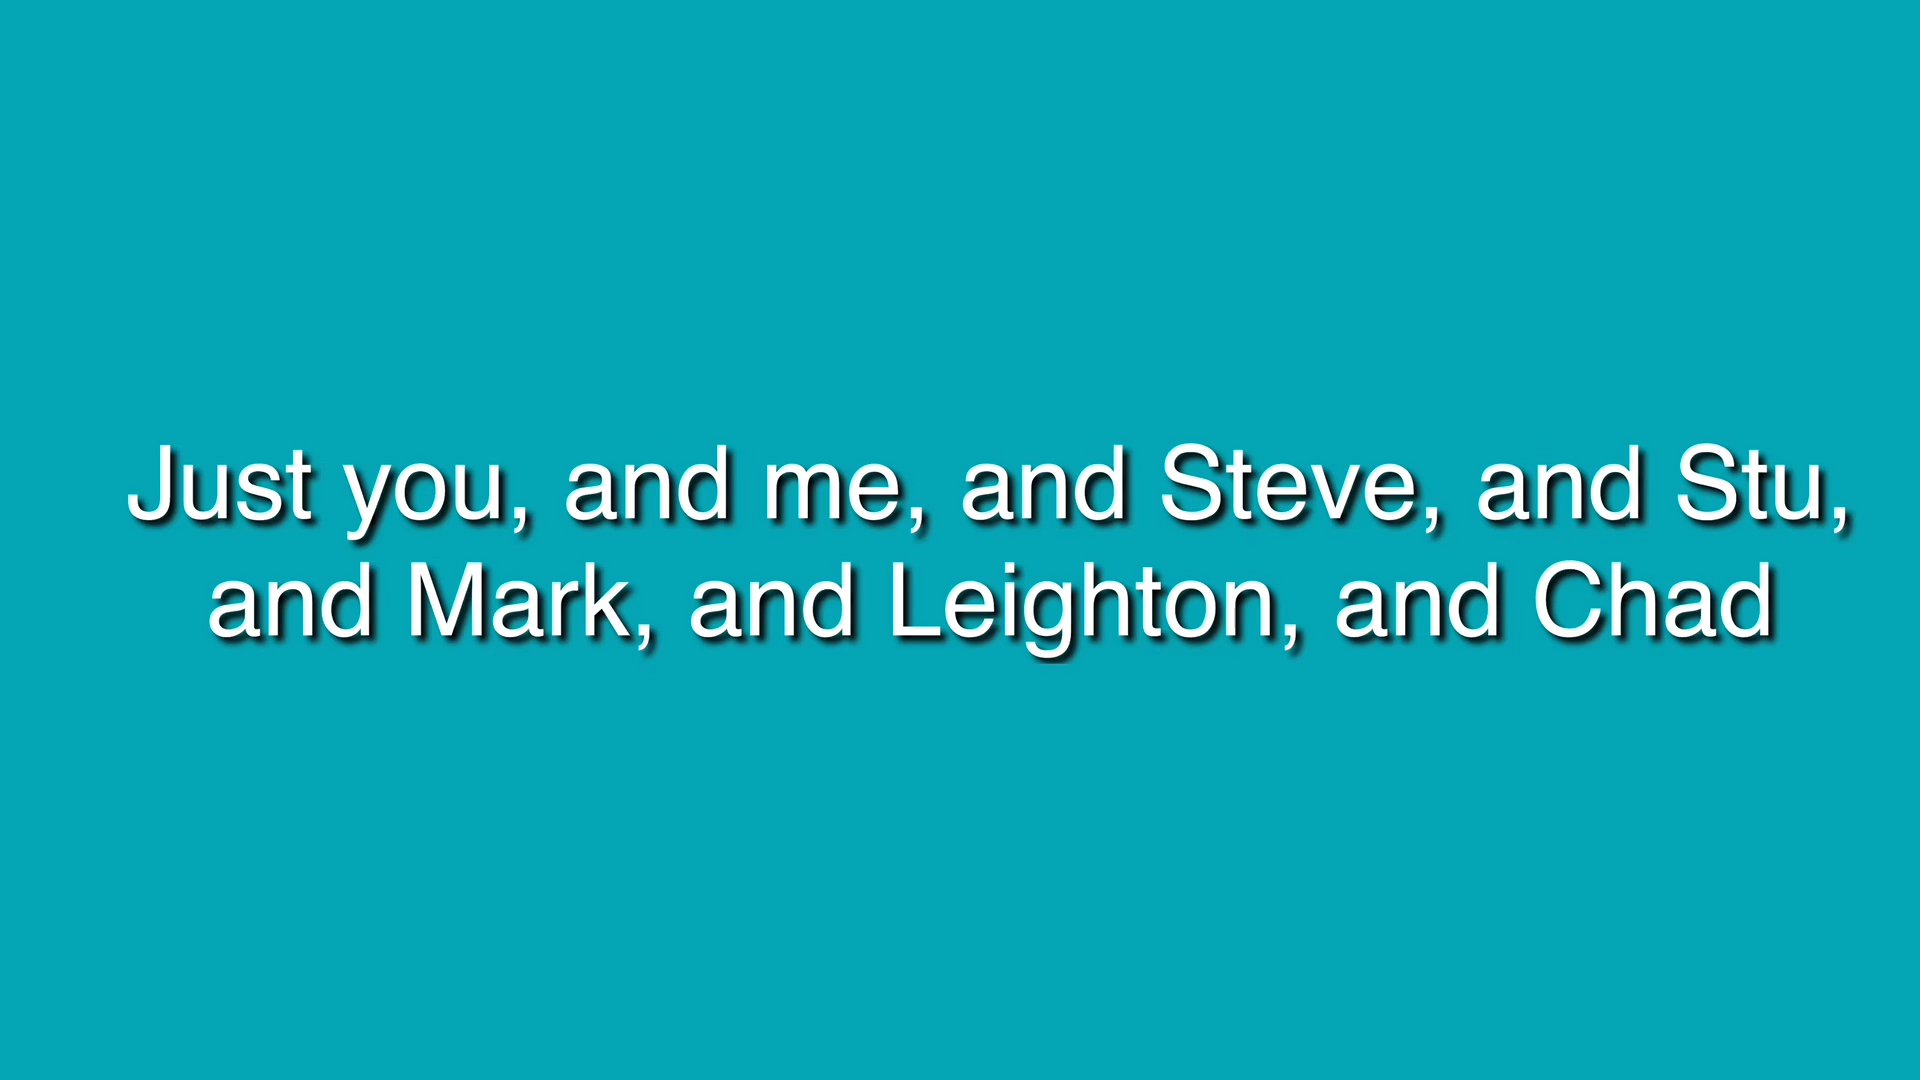 Just you, and me, and Steve, and Stu,
and Mark, and Leighton, and Chad